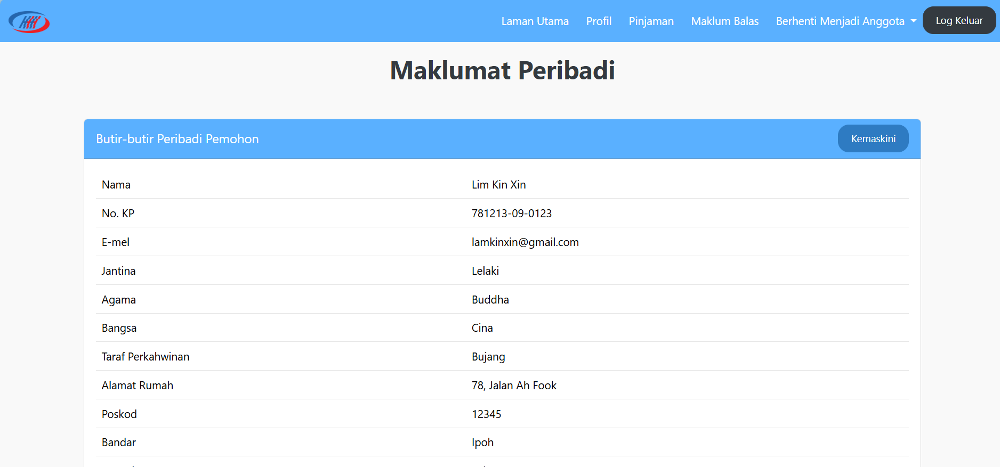 Laman Utama Profil Pinjaman Maklum Balas Berhenti Menjadi Anggota Log Keluar
Maklumat Peribadi
Butir-butir Peribadi Pemohon Kemaskini
Nama Lim Kin Xin
No. KP 781213-09-0123
E-mel lamkinxin@gmail.com
Jantina Lelaki
Agama Buddha
Bangsa Cina
Taraf Perkahwinan Bujang
Alamat Rumah 78, Jalan Ah Fook
Poskod 12345
Bandar Ipoh